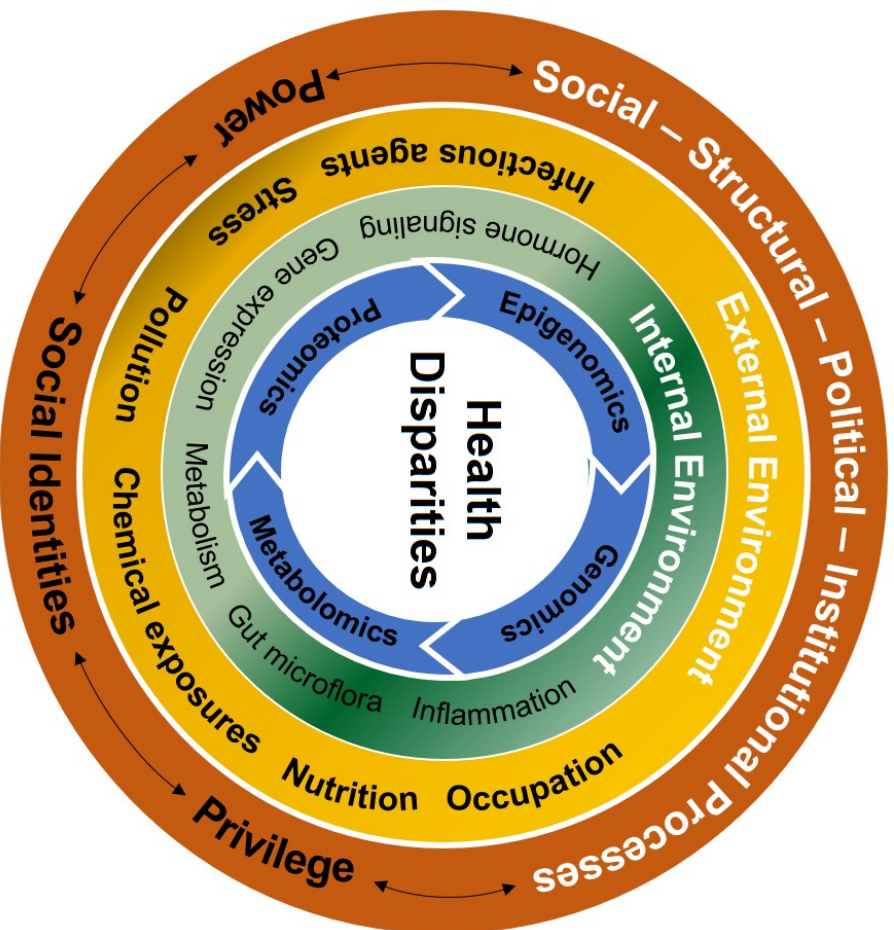 Social – Structural – Political – Institutional Processes
Power
Social Identities
Privilege
External Environment
Infectious agents
Stress
Pollution
Chemical exposures
Nutrition
Occupation
Internal Environment
Hormone signaling
Gene expression
Metabolism
Gut microflora
Inflammation
Epigenomics
Genomics
Metabolomics
Proteomics
Health
Disparities